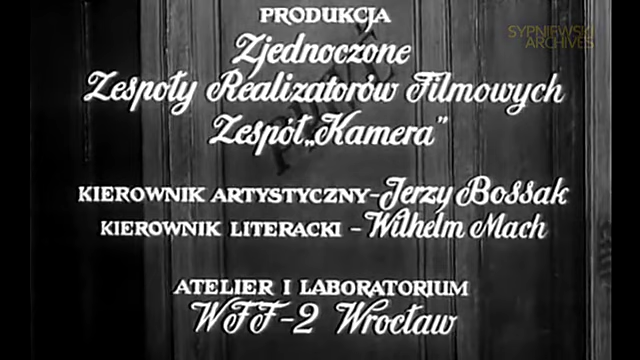 PRODUKCJA
SYPNIEWSKI
ARCHIVES
Zjednoczone
Zespoły Realizatorów Filmowych
Zespół „Kamera”
KIEROWNIK ARTYSTYCZNY-Jerzy Bossak
KIEROWNIK LITERACKI - Wilhelm Mach
ATELIER I LABORATORIUM
WFF-2 Wrocław